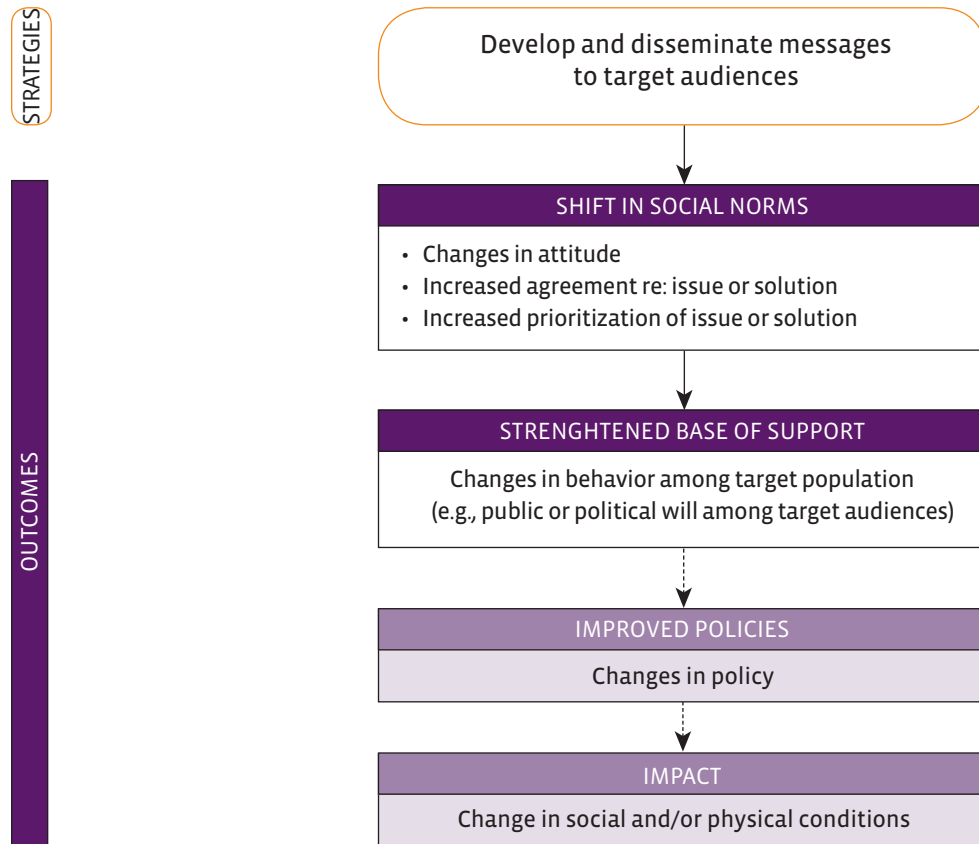 STRATEGIES
Develop and disseminate messages
to target audiences
OUTCOMES
SHIFT IN SOCIAL NORMS
• Changes in attitude
• Increased agreement re: issue or solution
• Increased prioritization of issue or solution
STRENGHTENED BASE OF SUPPORT
Changes in behavior among target population
(e.g., public or political will among target audiences)
IMPROVED POLICIES
Changes in policy
IMPACT
Change in social and/or physical conditions